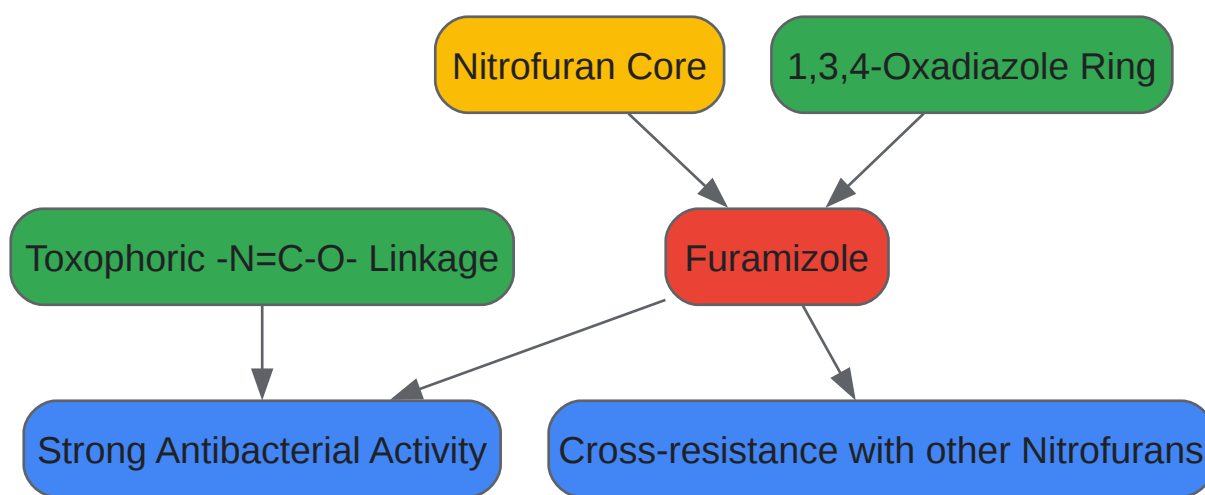 Nitrofuran Core
1,3,4-Oxadiazole Ring
Toxophoric -N=C-O- Linkage
Furamizole
Strong Antibacterial Activity
Cross-resistance with other Nitrofurans